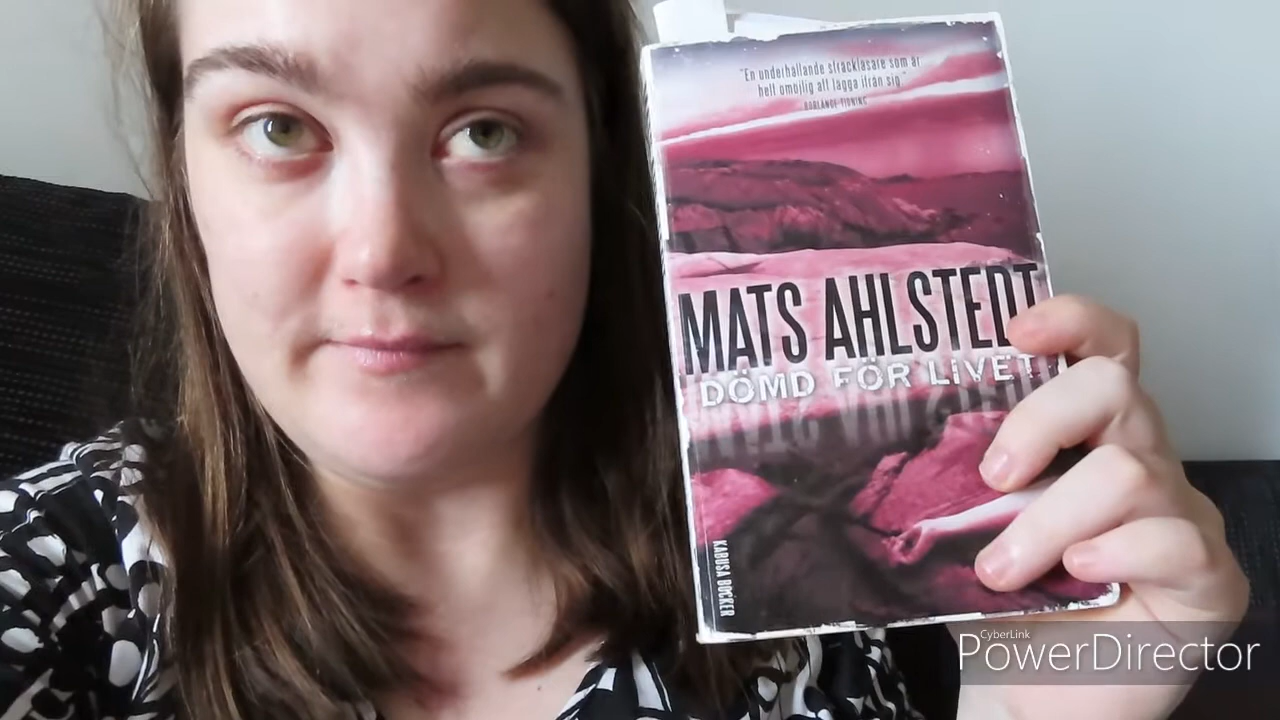 "En underhållande sträckläsare som är
helt omöjlig att lägga ifrån sig"
BORLÄNGE TIDNING
MATS AHLSTEDT
DÖMD FÖR LIVET
KABUSA BÖCKER
CyberLink
PowerDirector